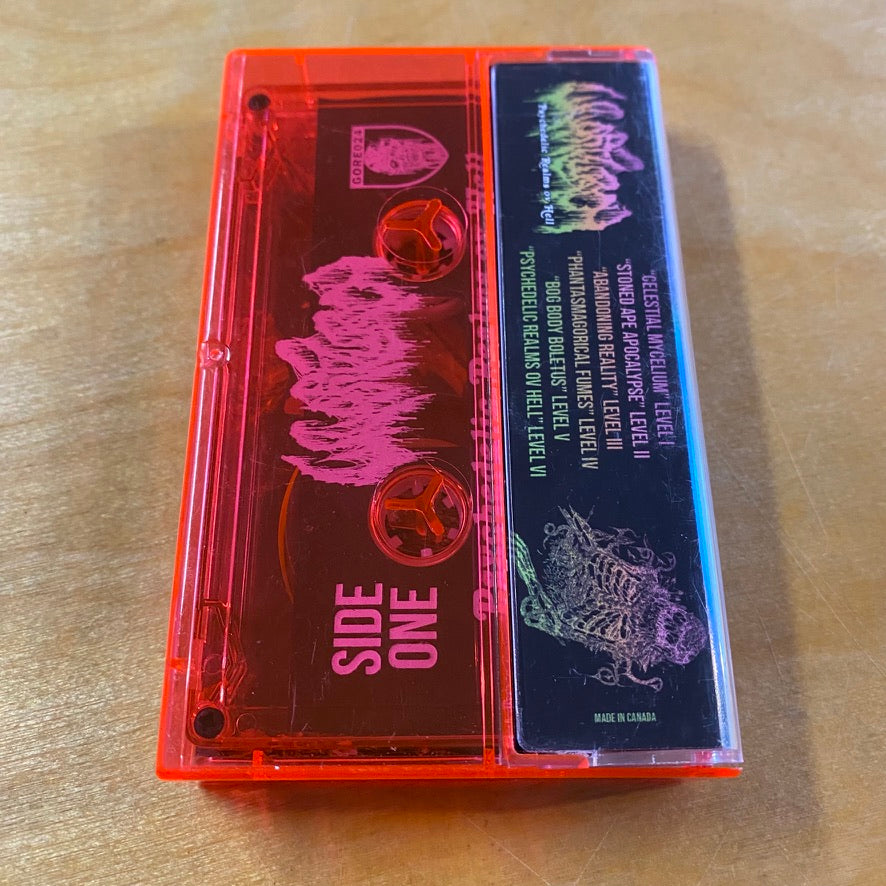 GORE024
SIDE
ONE
Psychedelic Realms ov Hell
"CELESTIAL MYCELIUM" LEVEL I
"STONED APE APOCALYPSE" LEVEL II
"ABANDONING REALITY" LEVEL III
"PHANTASMAGORICAL FUMES" LEVEL IV
"BOG BODY BOLETUS" LEVEL V
"PSYCHEDELIC REALMS OV HELL" LEVEL VI
MADE IN CANADA